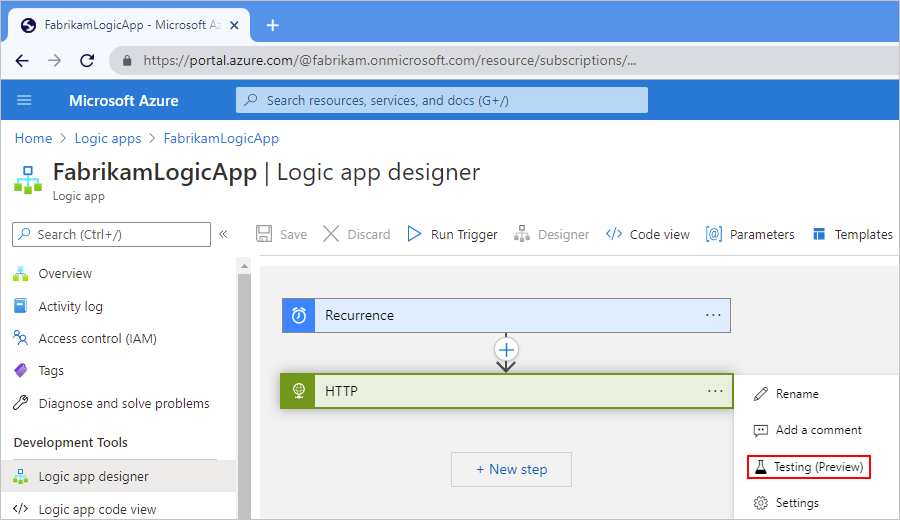 FabrikamLogicApp - Microsoft Az
https://portal.azure.com/@fabrikam.onmicrosoft.com/resource/subscriptions/...
Microsoft Azure
Search resources, services, and docs (G+/)
Home > Logic apps > FabrikamLogicApp
FabrikamLogicApp | Logic app designer
Logic app
Search (Ctrl+/) «
Save Discard Run Trigger Designer Code view Parameters Templates
Overview
Activity log
Access control (IAM)
Tags
Diagnose and solve problems
Development Tools
Logic app designer
Logic app code view
Recurrence ...
HTTP ...
+ New step
Rename
Add a comment
Testing (Preview)
Settings